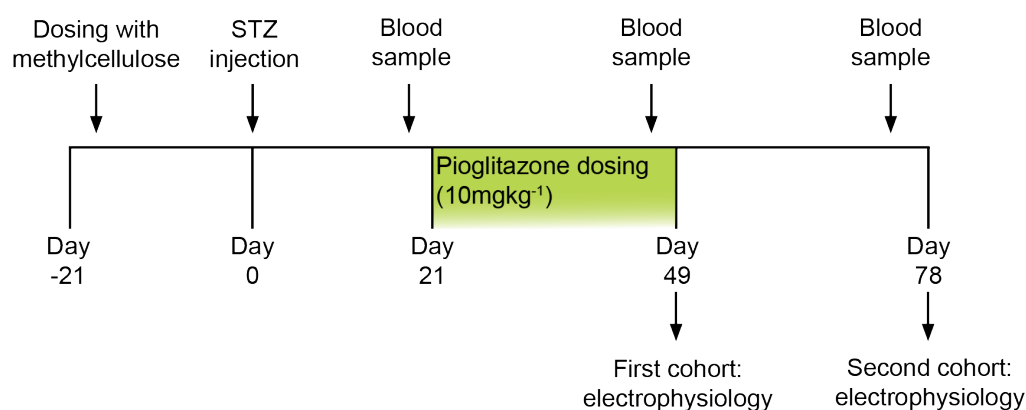 Dosing with
methylcellulose
STZ
injection
Blood
sample
Blood
sample
Blood
sample
Pioglitazone dosing
(10mgkg⁻¹)
Day
-21
Day
0
Day
21
Day
49
Day
78
First cohort:
electrophysiology
Second cohort:
electrophysiology